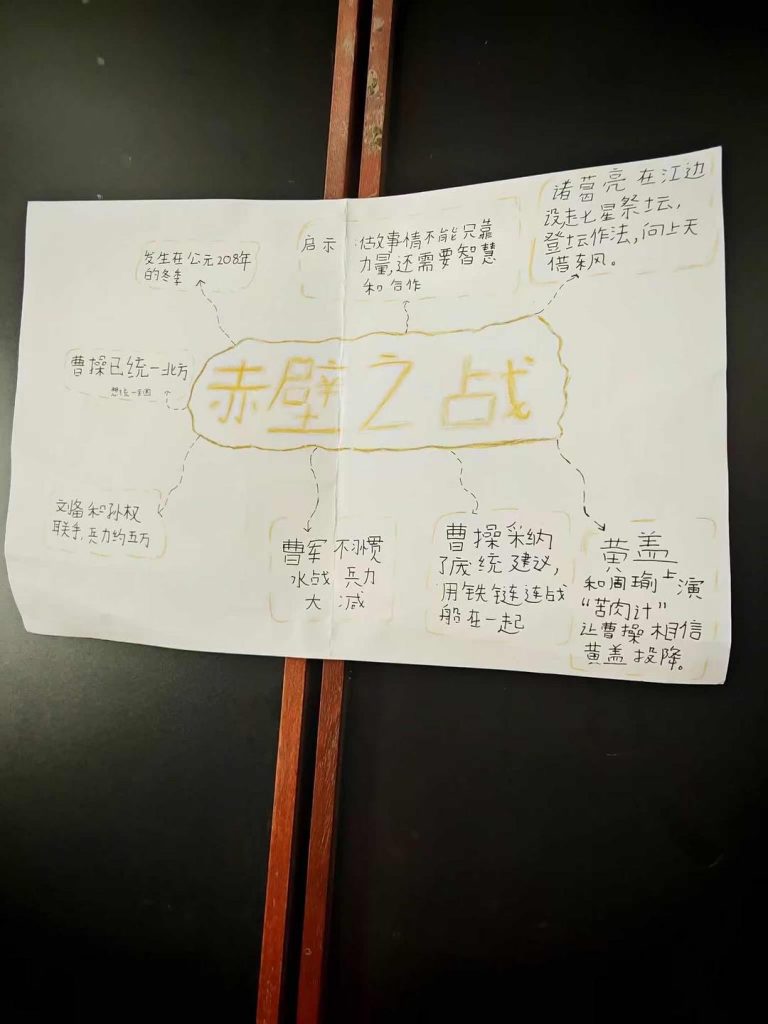 赤壁之战
发生在公元208年
的冬季
启示:做故事情不能只靠
力量,还需要智慧
和合作
诸葛亮在江边
设起七星祭坛,
登坛作法,向上天
借东风。
曹操已统一北方
想统一全国
刘备和孙权
联手,兵力约五万
曹军不习惯
水战 兵力
大 减
曹操采纳
了庞统建议,
用铁链连战
船在一起
黄盖
和周瑜上演
“苦肉计”
让曹操相信
黄盖投降。